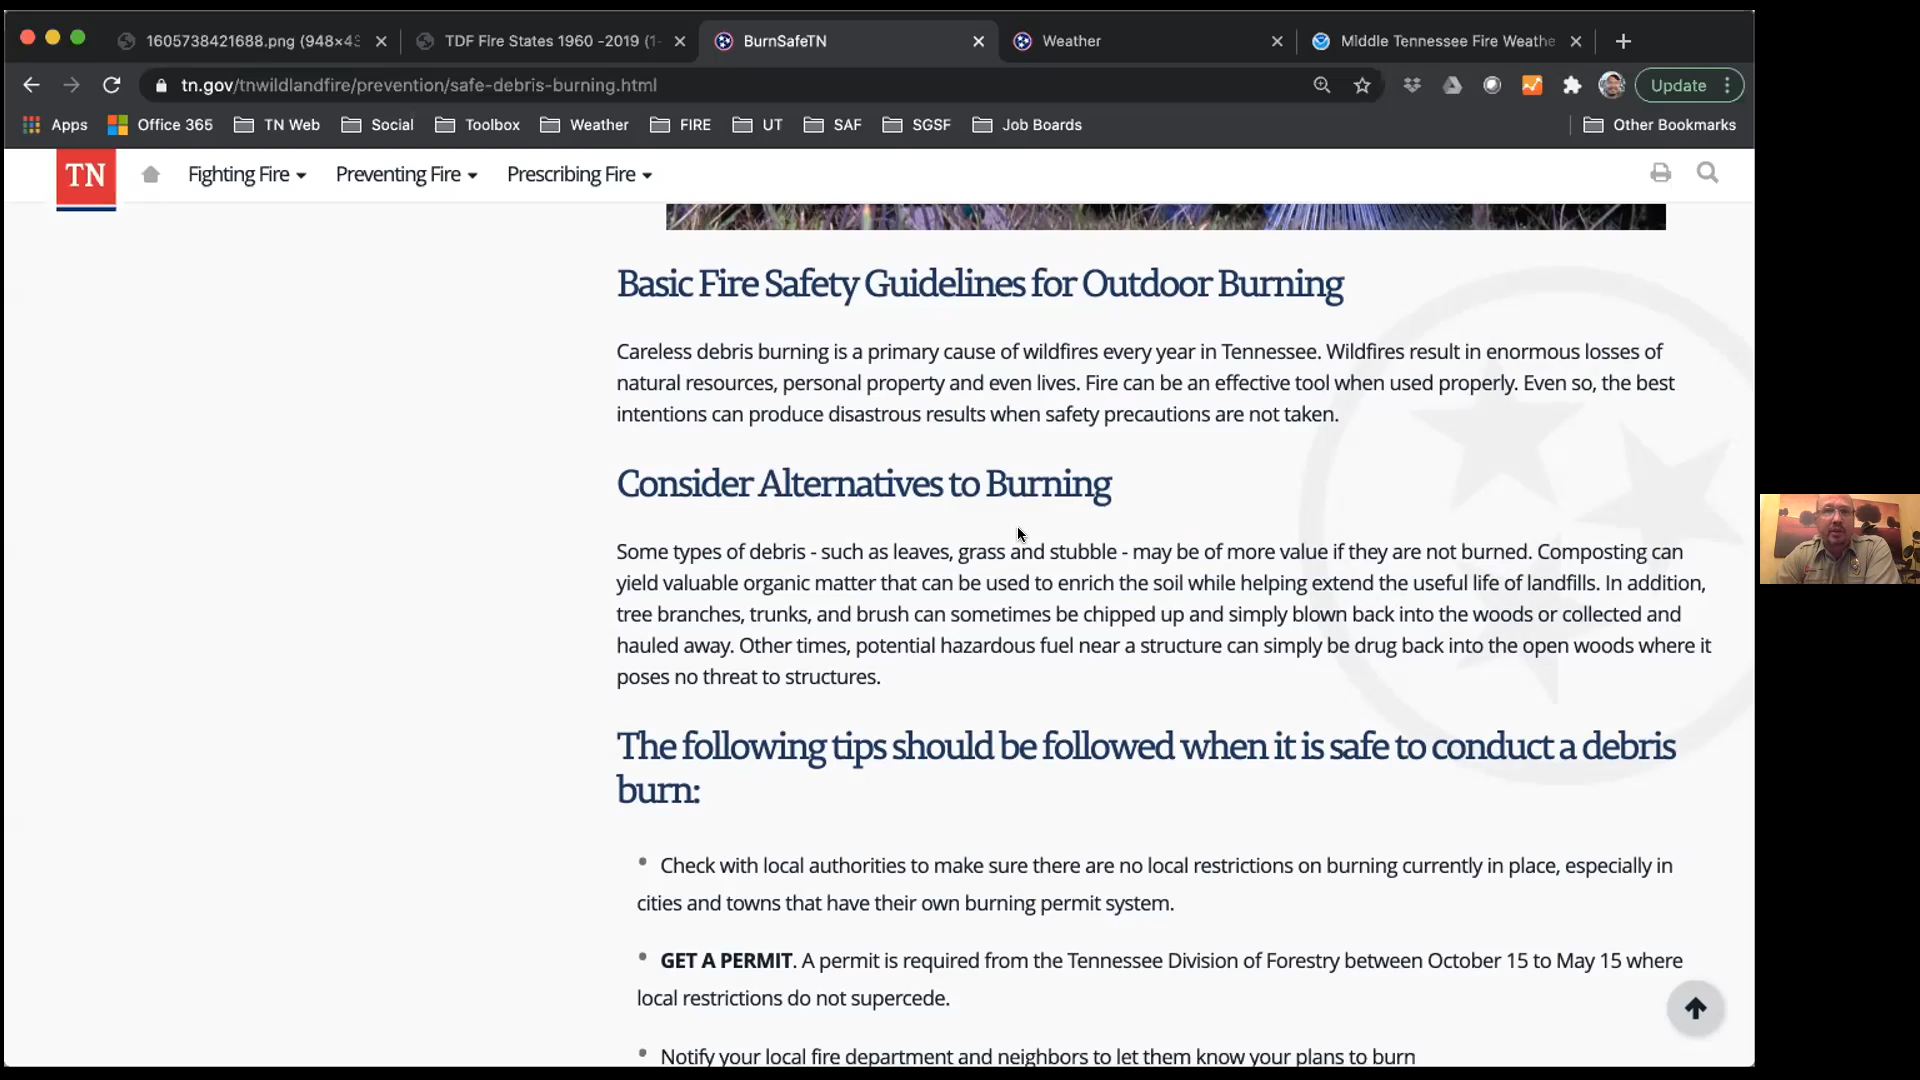 1605738421688.png (948×43
TDF Fire States 1960 -2019 (1-
BurnSafeTN
Weather
Middle Tennessee Fire Weathe
tn.gov/tnwildlandfire/prevention/safe-debris-burning.html
Update
Apps Office 365 TN Web Social Toolbox Weather FIRE UT SAF SGSF Job Boards Other Bookmarks
TN Fighting Fire Preventing Fire Prescribing Fire
Basic Fire Safety Guidelines for Outdoor Burning
Careless debris burning is a primary cause of wildfires every year in Tennessee. Wildfires result in enormous losses of
natural resources, personal property and even lives. Fire can be an effective tool when used properly. Even so, the best
intentions can produce disastrous results when safety precautions are not taken.
Consider Alternatives to Burning
Some types of debris - such as leaves, grass and stubble - may be of more value if they are not burned. Composting can
yield valuable organic matter that can be used to enrich the soil while helping extend the useful life of landfills. In addition,
tree branches, trunks, and brush can sometimes be chipped up and simply blown back into the woods or collected and
hauled away. Other times, potential hazardous fuel near a structure can simply be drug back into the open woods where it
poses no threat to structures.
The following tips should be followed when it is safe to conduct a debris
burn:
• Check with local authorities to make sure there are no local restrictions on burning currently in place, especially in
cities and towns that have their own burning permit system.
• GET A PERMIT. A permit is required from the Tennessee Division of Forestry between October 15 to May 15 where
local restrictions do not supercede.
• Notify your local fire department and neighbors to let them know your plans to burn